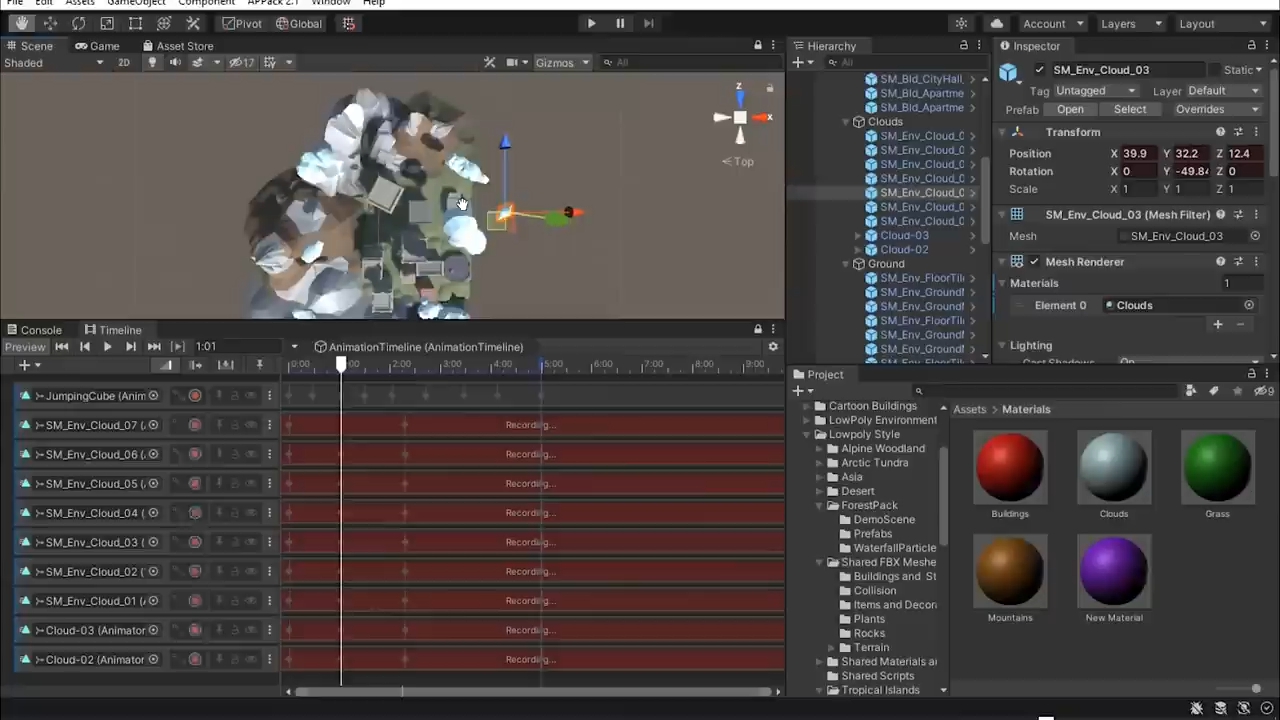 File Edit Assets GameObject Component APPack 2.1 Window Help
Pivot Global Account Layers Layout
Scene Game Asset Store
Shaded 2D 17 Gizmos All
z
x
Top
Console Timeline
Preview 1:01 AnimationTimeline (AnimationTimeline)
0:00 2:00 3:00 4:00 5:00 6:00 7:00 8:00 9:00
JumpingCube (Anim
SM_Env_Cloud_07 (A Recording...
SM_Env_Cloud_06 ( Recording...
SM_Env_Cloud_05 ( Recording...
SM_Env_Cloud_04 ( Recording...
SM_Env_Cloud_03 ( Recording...
SM_Env_Cloud_02 ( Recording...
SM_Env_Cloud_01 ( Recording...
Cloud-03 (Animator Recording...
Cloud-02 (Animator Recording...
Hierarchy
All
SM_Bld_CityHall_
SM_Bld_Apartme
SM_Bld_Apartme
Clouds
SM_Env_Cloud_0
SM_Env_Cloud_0
SM_Env_Cloud_0
SM_Env_Cloud_0
SM_Env_Cloud_0
SM_Env_Cloud_0
SM_Env_Cloud_0
Cloud-03
Cloud-02
Ground
SM_Env_FloorTil
SM_Env_Ground
SM_Env_Ground
SM_Env_FloorTil
SM_Env_Ground
SM_Env_Ground
Inspector
SM_Env_Cloud_03 Static
Tag Untagged Layer Default
Prefab Open Select Overrides
Transform
Position X 39.9 Y 32.2 Z 12.4
Rotation X 0 Y -49.84 Z 0
Scale X 1 Y 1 Z 1
SM_Env_Cloud_03 (Mesh Filter)
Mesh SM_Env_Cloud_03
Mesh Renderer
Materials 1
Element 0 Clouds
Lighting
Cast Shadows On
Project
9
Cartoon Buildings
LowPoly Environment
Lowpoly Style
Alpine Woodland
Arctic Tundra
Asia
Desert
ForestPack
DemoScene
Prefabs
WaterfallParticle
Shared FBX Meshe
Buildings and St
Collision
Items and Decor
Plants
Rocks
Terrain
Shared Materials a
Shared Scripts
Tropical Islands
Assets > Materials
Buildings Clouds Grass
Mountains New Material